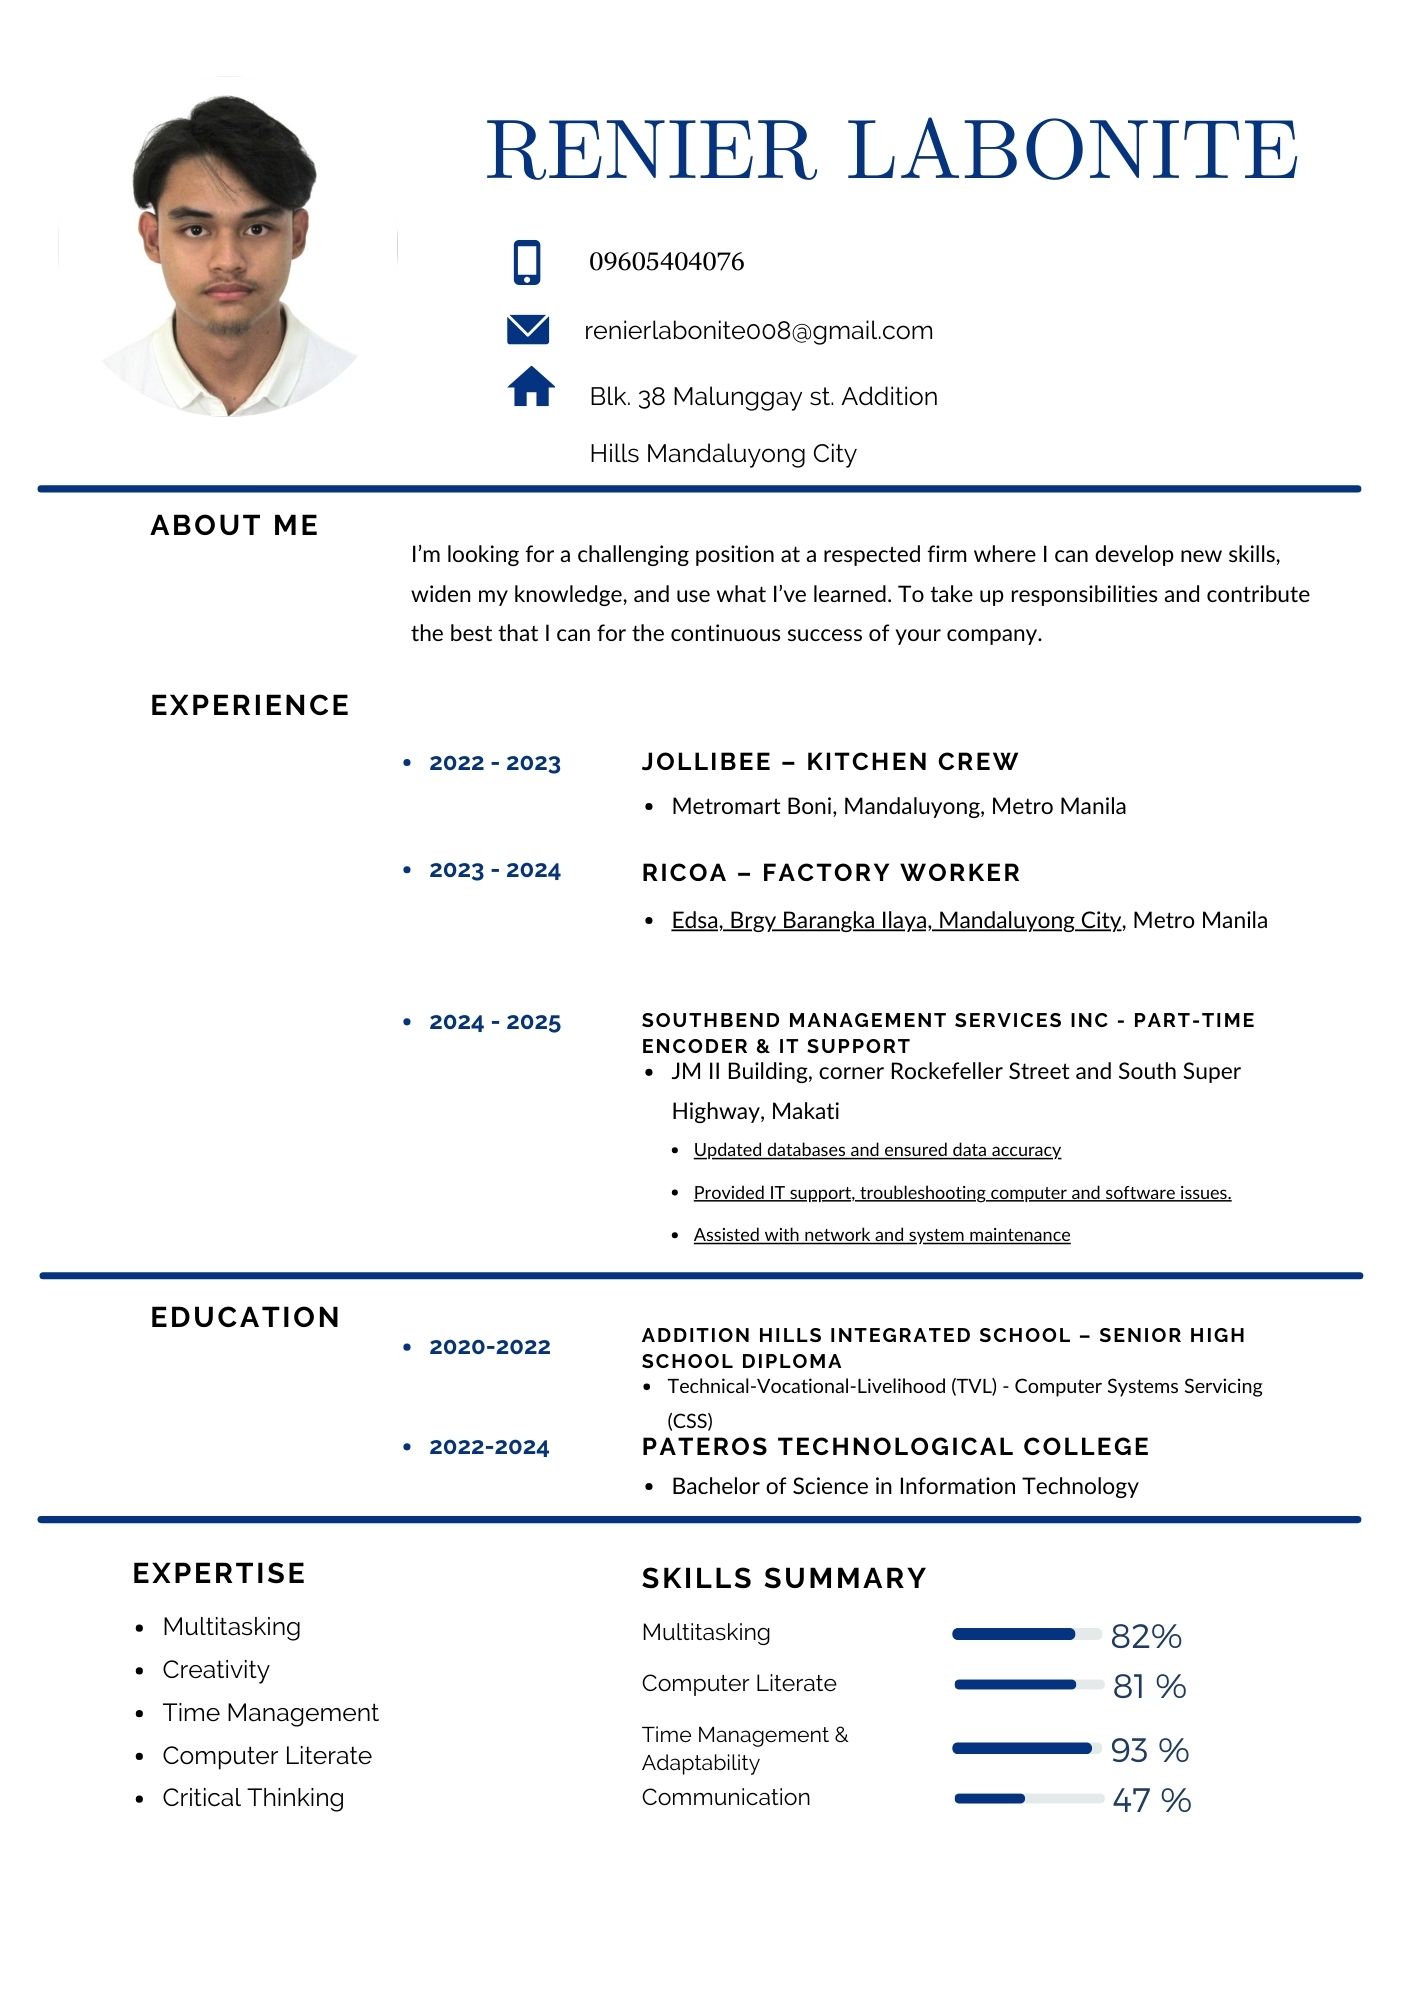 RENIER LABONITE
09605404076
renierlabonite008@gmail.com
Blk. 38 Malunggay st. Addition
Hills Mandaluyong City
ABOUT ME
I’m looking for a challenging position at a respected firm where I can develop new skills,
widen my knowledge, and use what I’ve learned. To take up responsibilities and contribute
the best that I can for the continuous success of your company.
EXPERIENCE
• 2022 - 2023
JOLLIBEE – KITCHEN CREW
• Metromart Boni, Mandaluyong, Metro Manila
• 2023 - 2024
RICOA – FACTORY WORKER
• Edsa, Brgy Barangka Ilaya, Mandaluyong City, Metro Manila
• 2024 - 2025
SOUTHBEND MANAGEMENT SERVICES INC - PART-TIME
ENCODER & IT SUPPORT
• JM II Building, corner Rockefeller Street and South Super
Highway, Makati
• Updated databases and ensured data accuracy
• Provided IT support, troubleshooting computer and software issues.
• Assisted with network and system maintenance
EDUCATION
• 2020-2022
ADDITION HILLS INTEGRATED SCHOOL – SENIOR HIGH
SCHOOL DIPLOMA
• Technical-Vocational-Livelihood (TVL) - Computer Systems Servicing
(CSS)
• 2022-2024
PATEROS TECHNOLOGICAL COLLEGE
• Bachelor of Science in Information Technology
EXPERTISE
• Multitasking
• Creativity
• Time Management
• Computer Literate
• Critical Thinking
SKILLS SUMMARY
Multitasking 82%
Computer Literate 81 %
Time Management &
Adaptability 93 %
Communication 47 %